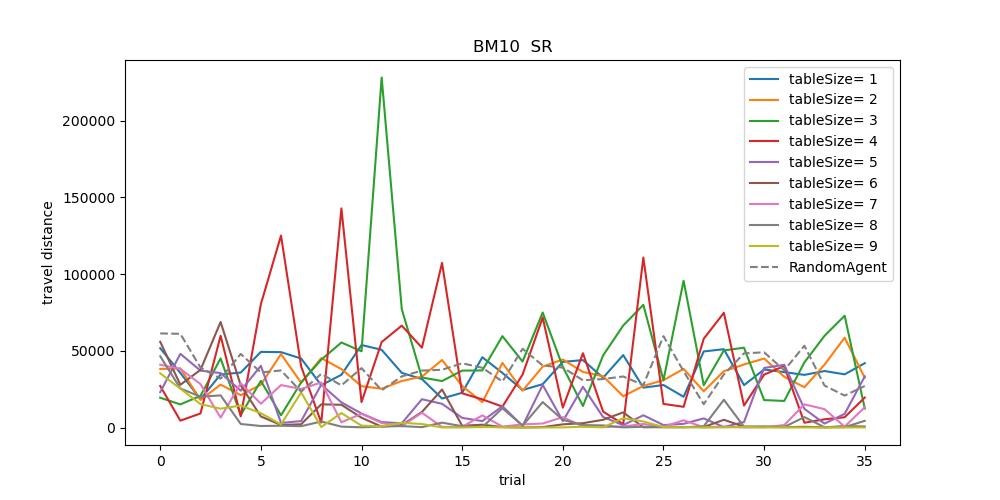 BM10  SR
travel distance
200000
150000
100000
50000
0
0 5 10 15 20 25 30 35
trial
tableSize= 1
tableSize= 2
tableSize= 3
tableSize= 4
tableSize= 5
tableSize= 6
tableSize= 7
tableSize= 8
tableSize= 9
RandomAgent